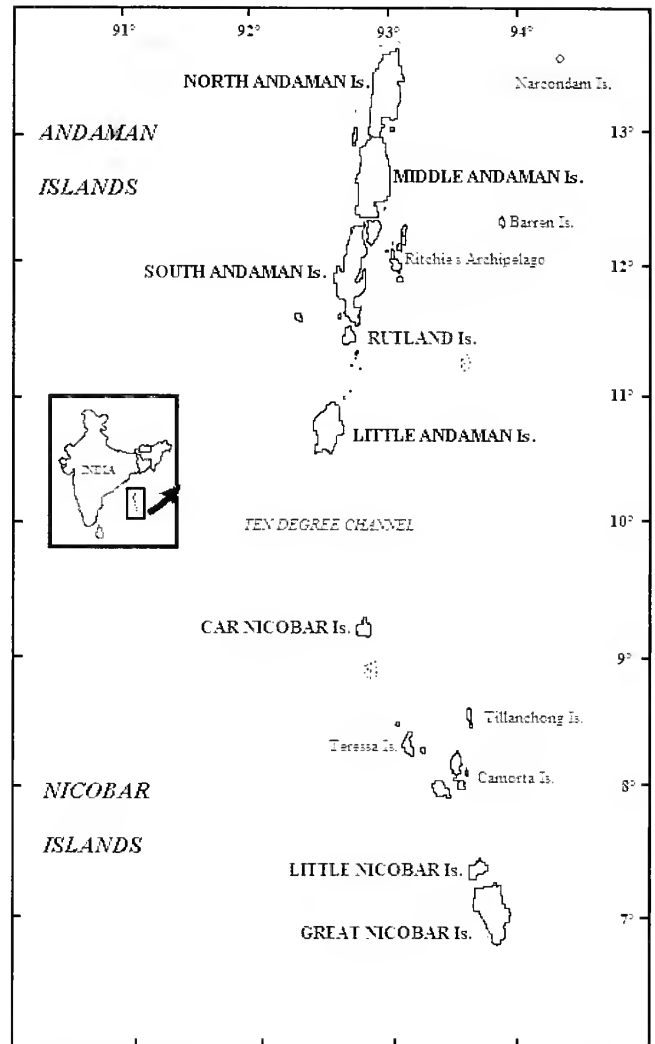 91° 92° 93° 94°
NORTH ANDAMAN Is.
Narcondam Is.
ANDAMAN
13°
ISLANDS
MIDDLE ANDAMAN Is.
Barren Is.
Ritchie's Archipelago
12°
SOUTH ANDAMAN Is.
RUTLAND Is.
11°
LITTLE ANDAMAN Is.
INDIA
TEN DEGREE CHANNEL
10°
CAR NICOBAR Is.
9°
Tillanchong Is.
Teressa Is.
Camorta Is.
NICOBAR
8°
ISLANDS
LITTLE NICOBAR Is.
7°
GREAT NICOBAR Is.